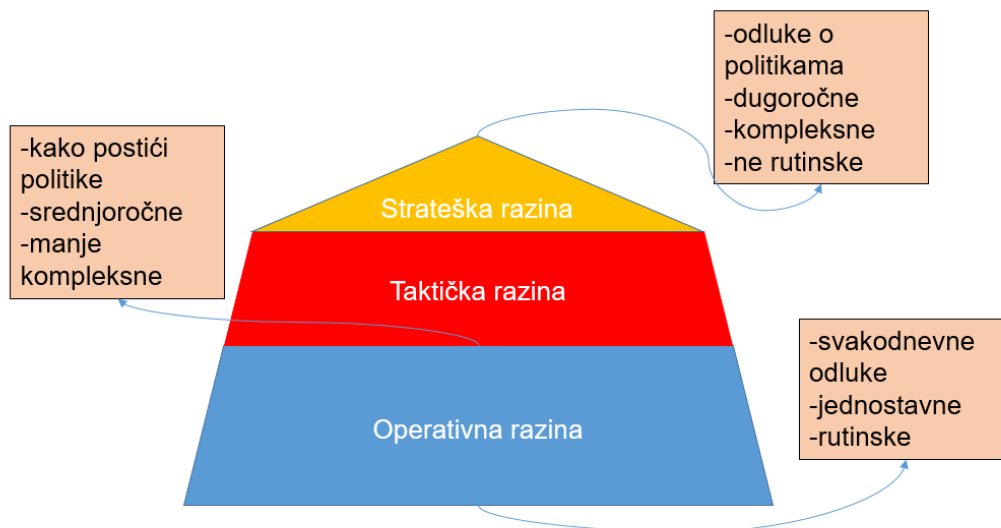 -odluke o
politikama
-dugoročne
-kompleksne
-ne rutinske
-kako postići
politike
-srednjoročne
-manje
kompleksne
Strateška razina
Taktička razina
Operativna razina
-svakodnevne
odluke
-jednostavne
-rutinske